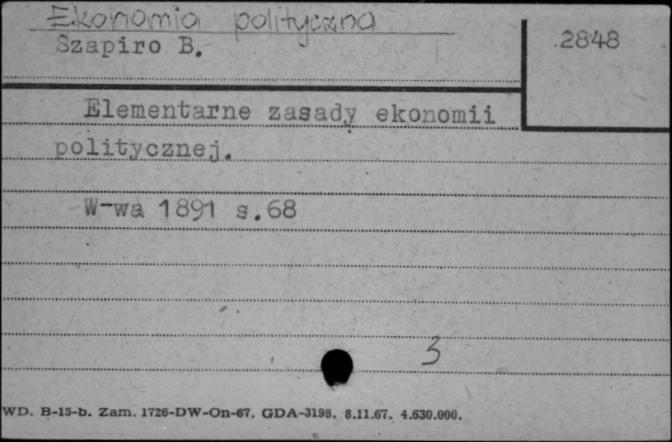 Ekonomia polityczna
Szapiro B.
2848
Elementarne zasady ekonomii
politycznej.
W-wa 1891 s.68
3
WD. B-15-b. Zam. 1726-DW-On-67. GDA-3198. 8.11.67. 4.630.000.